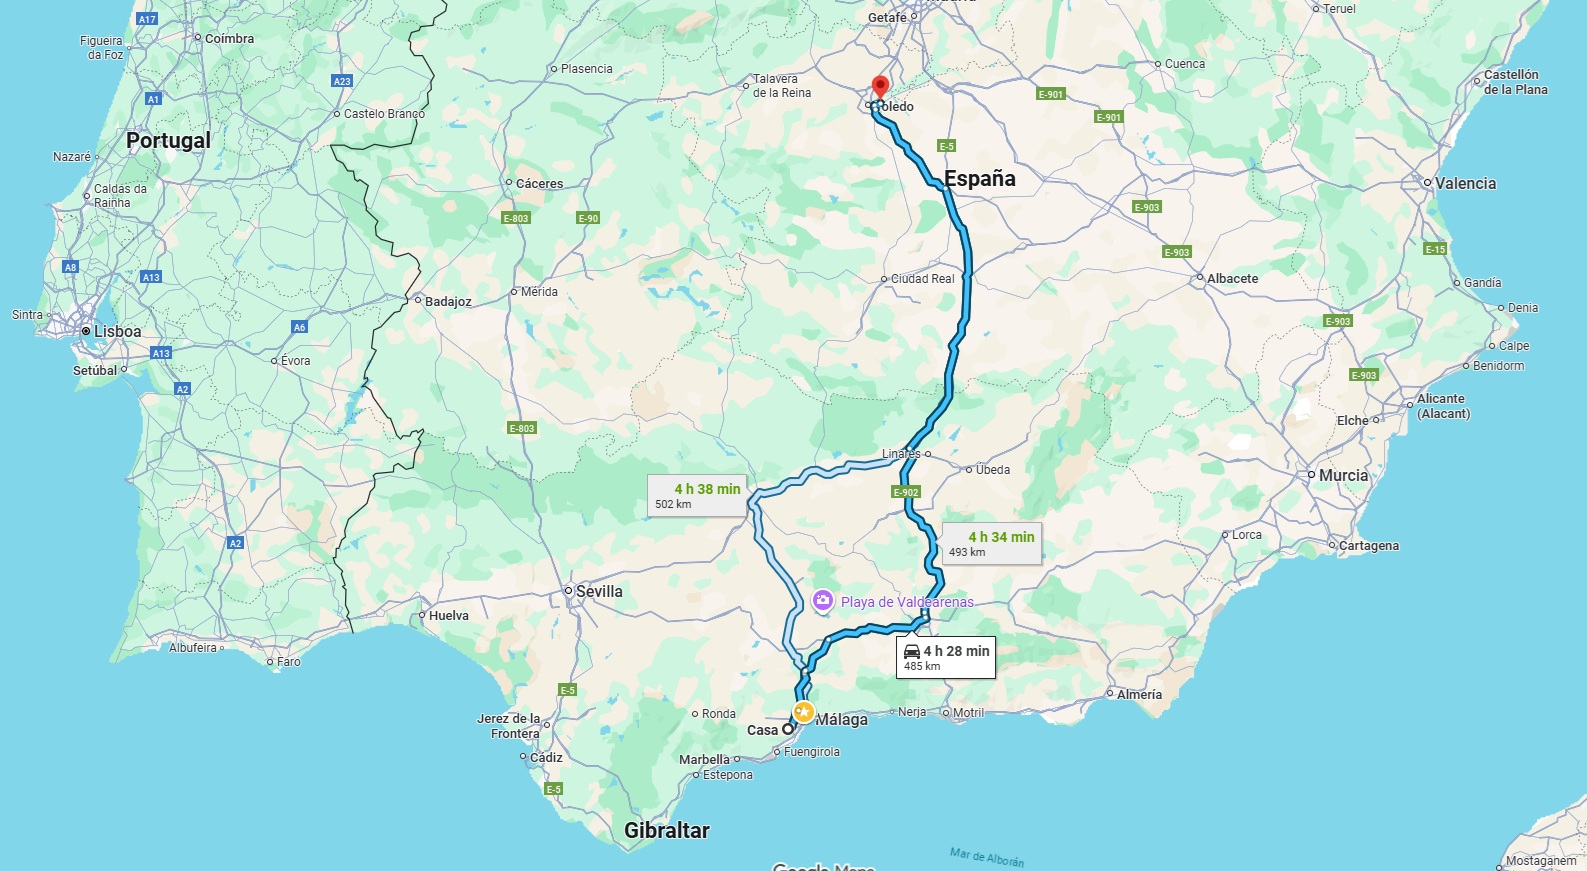 A17
Getafe
Teruel
Figueira
da Foz
Coímbra
Plasencia
Cuenca
A23
Talavera
de la Reina
Castellón
de la Plana
A1
E-901
Castelo Branco
Toledo
E-901
Portugal
E-5
Nazaré
España
Cáceres
Valencia
Caldas da
Rainha
E-803
E-90
E-903
E-15
E-903
A8
A13
Ciudad Real
Albacete
Gandía
Mérida
Badajoz
Denia
Sintra
Lisboa
A6
E-903
A13
Calpe
Évora
Setúbal
Benidorm
A2
E-903
Alicante
(Alacant)
Elche
E-803
Linares
Úbeda
Murcia
4 h 38 min
502 km
E-902
A2
4 h 34 min
493 km
Lorca
Cartagena
Sevilla
Playa de Valdearenas
Huelva
Albufeira
Faro
4 h 28 min
485 km
E-5
Almería
Ronda
Nerja
Motril
Jerez de la
Frontera
Málaga
Casa
Cádiz
Fuengirola
Marbella
Estepona
E-5
Gibraltar
Mar de Alborán
Google Maps
Mostaganem